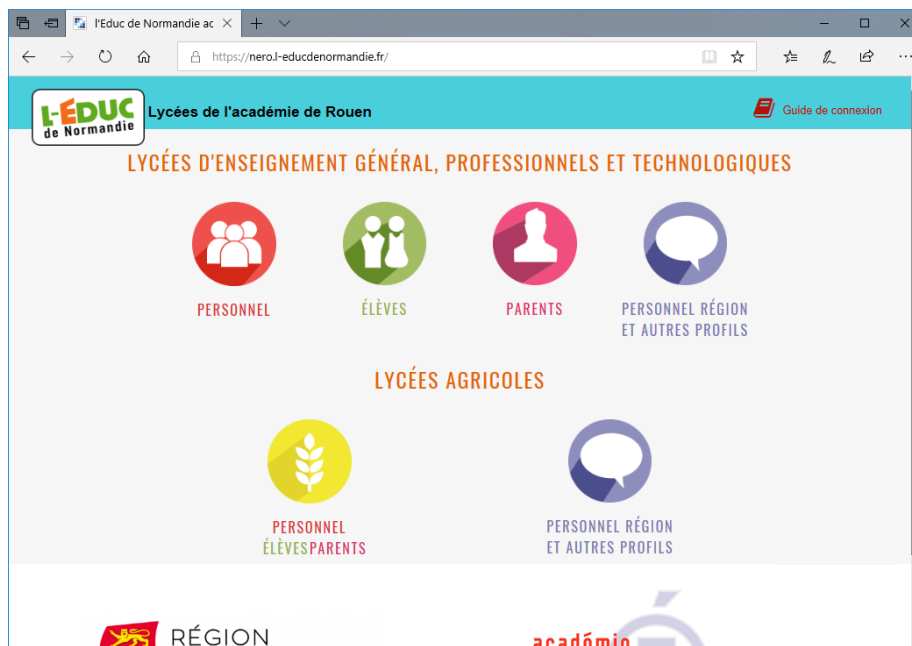 l'Educ de Normandie ac
https://nero.l-educdenormandie.fr/
L-ÉDUC
de Normandie
Lycées de l'académie de Rouen
Guide de connexion
LYCÉES D'ENSEIGNEMENT GÉNÉRAL, PROFESSIONNELS ET TECHNOLOGIQUES
PERSONNEL
ÉLÈVES
PARENTS
PERSONNEL RÉGION
ET AUTRES PROFILS
LYCÉES AGRICOLES
PERSONNEL
ÉLÈVESPARENTS
PERSONNEL RÉGION
ET AUTRES PROFILS
RÉGION
académie